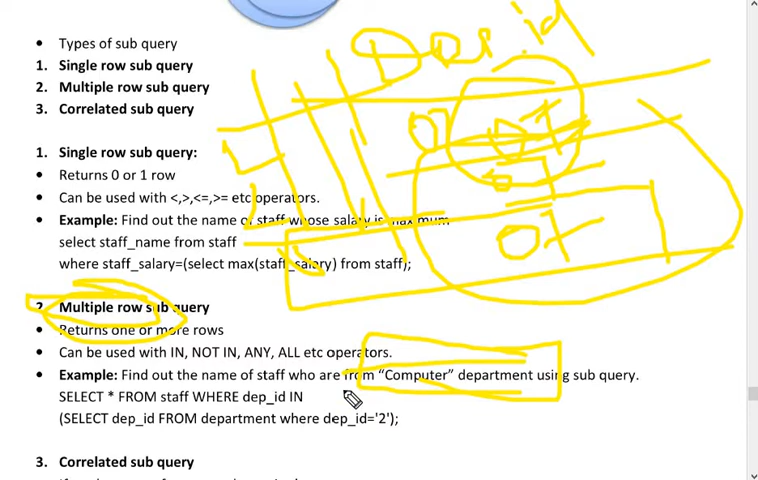 Dep id
• Types of sub query
1. Single row sub query
2. Multiple row sub query
3. Correlated sub query
1. Single row sub query:
• Returns 0 or 1 row
• Can be used with <,>,<=,>= etc operators.
• Example: Find out the name of staff whose salary is maximum
select staff_name from staff
where staff_salary=(select max(staff_salary) from staff);
2. Multiple row sub query
• Returns one or more rows
• Can be used with IN, NOT IN, ANY, ALL etc operators.
• Example: Find out the name of staff who are from “Computer” department using sub query.
SELECT * FROM staff WHERE dep_id IN
(SELECT dep_id FROM department where dep_id='2');
3. Correlated sub query